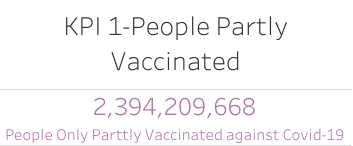 KPI 1-People Partly
Vaccinated
2,394,209,668
People Only Parttly Vaccinated against Covid-19